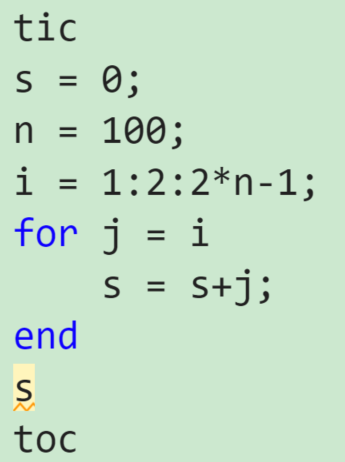 tic
s = 0;
n = 100;
i = 1:2:2*n-1;
for j = i
    s = s+j;
end
s
toc